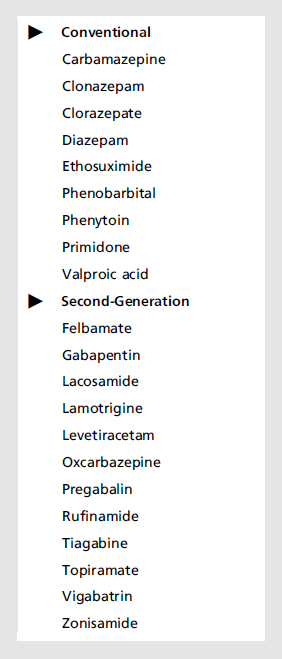 Conventional
Carbamazepine
Clonazepam
Clorazepate
Diazepam
Ethosuximide
Phenobarbital
Phenytoin
Primidone
Valproic acid
Second-Generation
Felbamate
Gabapentin
Lacosamide
Lamotrigine
Levetiracetam
Oxcarbazepine
Pregabalin
Rufinamide
Tiagabine
Topiramate
Vigabatrin
Zonisamide